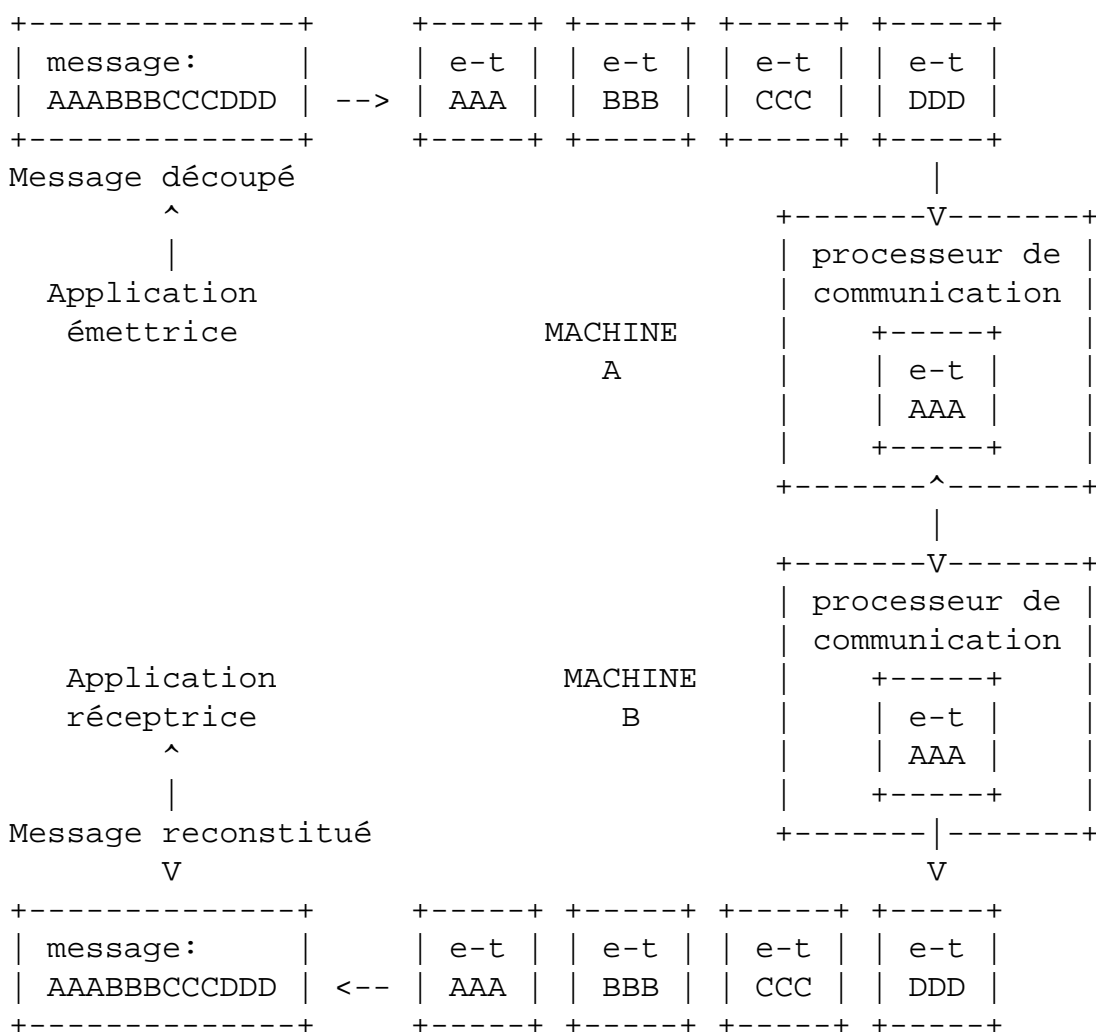 +--------------+     +-----+ +-----+ +-----+ +-----+
| message:     |     | e-t | | e-t | | e-t | | e-t |
| AAABBBCCCDDD | --> | AAA | | BBB | | CCC | | DDD |
+--------------+     +-----+ +-----+ +-----+ +-----+
Message découpé                                |
        ^                               +-------V-------+
        |                               | processeur de |
  Application                           | communication |
   émettrice                MACHINE     |    +-----+    |
                               A        |    | e-t |    |
                                        |    | AAA |    |
                                        |    +-----+    |
                                        +-------^-------+
                                                |
                                        +-------V-------+
                                        | processeur de |
                                        | communication |
   Application               MACHINE    |    +-----+    |
   réceptrice                  B        |    | e-t |    |
        ^                               |    | AAA |    |
        |                               |    +-----+    |
Message reconstitué                     +-------|-------+
        V                                       V
+--------------+     +-----+ +-----+ +-----+ +-----+
| message:     |     | e-t | | e-t | | e-t | | e-t |
| AAABBBCCCDDD | <-- | AAA | | BBB | | CCC | | DDD |
+--------------+     +-----+ +-----+ +-----+ +-----+